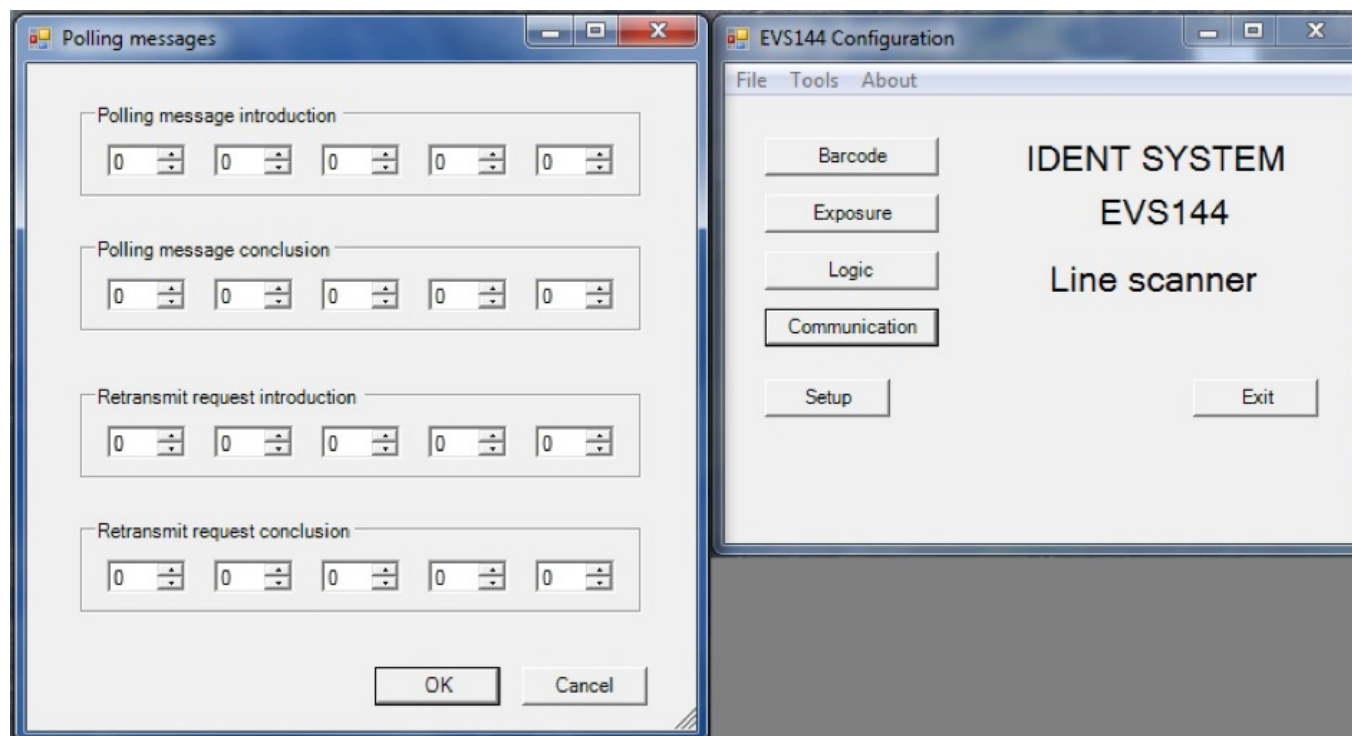 Polling messages
Polling message introduction
0 0 0 0 0
Polling message conclusion
0 0 0 0 0
Retransmit request introduction
0 0 0 0 0
Retransmit request conclusion
0 0 0 0 0
OK Cancel
EVS144 Configuration
File Tools About
Barcode
Exposure
Logic
Communication
Setup
IDENT SYSTEM
EVS144
Line scanner
Exit